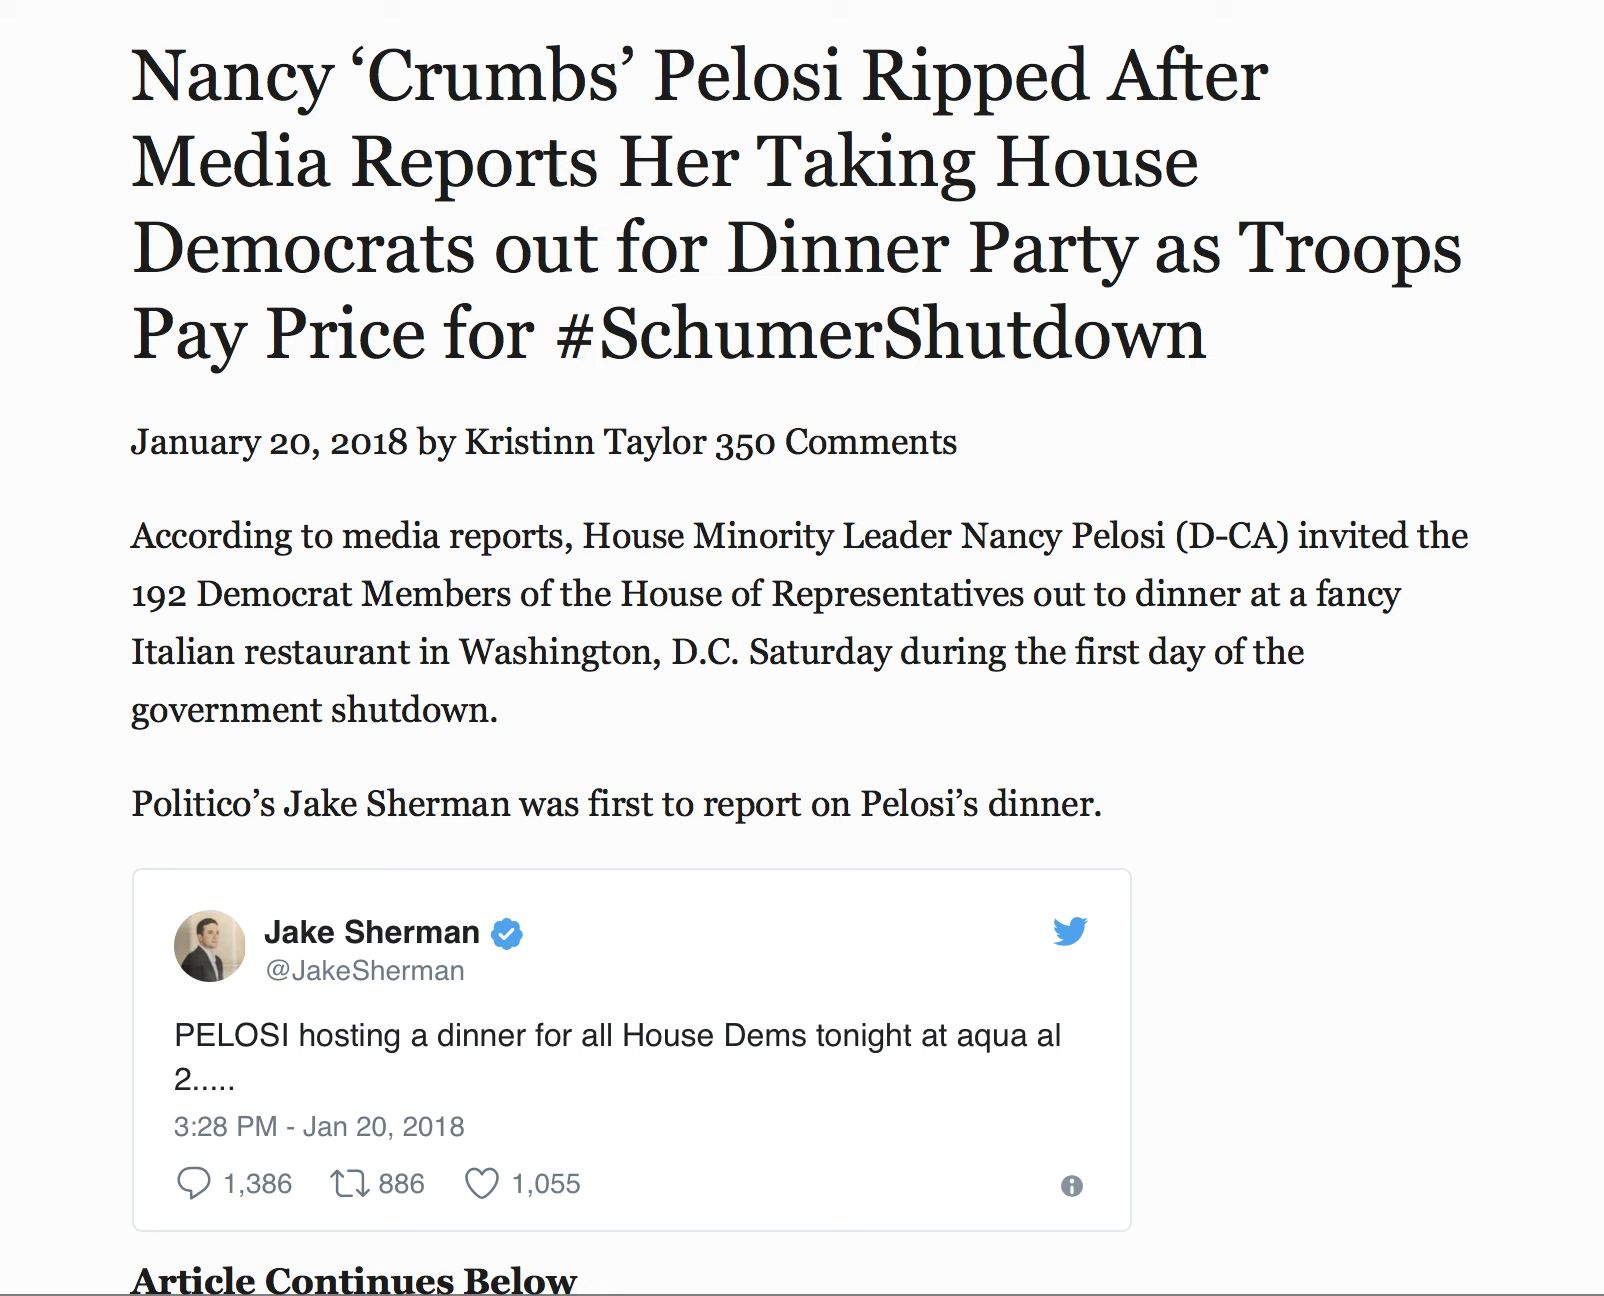 Nancy ‘Crumbs’ Pelosi Ripped After
Media Reports Her Taking House
Democrats out for Dinner Party as Troops
Pay Price for #SchumerShutdown
January 20, 2018 by Kristinn Taylor 350 Comments
According to media reports, House Minority Leader Nancy Pelosi (D-CA) invited the
192 Democrat Members of the House of Representatives out to dinner at a fancy
Italian restaurant in Washington, D.C. Saturday during the first day of the
government shutdown.
Politico’s Jake Sherman was first to report on Pelosi’s dinner.
Jake Sherman
@JakeSherman
PELOSI hosting a dinner for all House Dems tonight at aqua al
2.....
3:28 PM - Jan 20, 2018
1,386 886 1,055
Article Continues Below